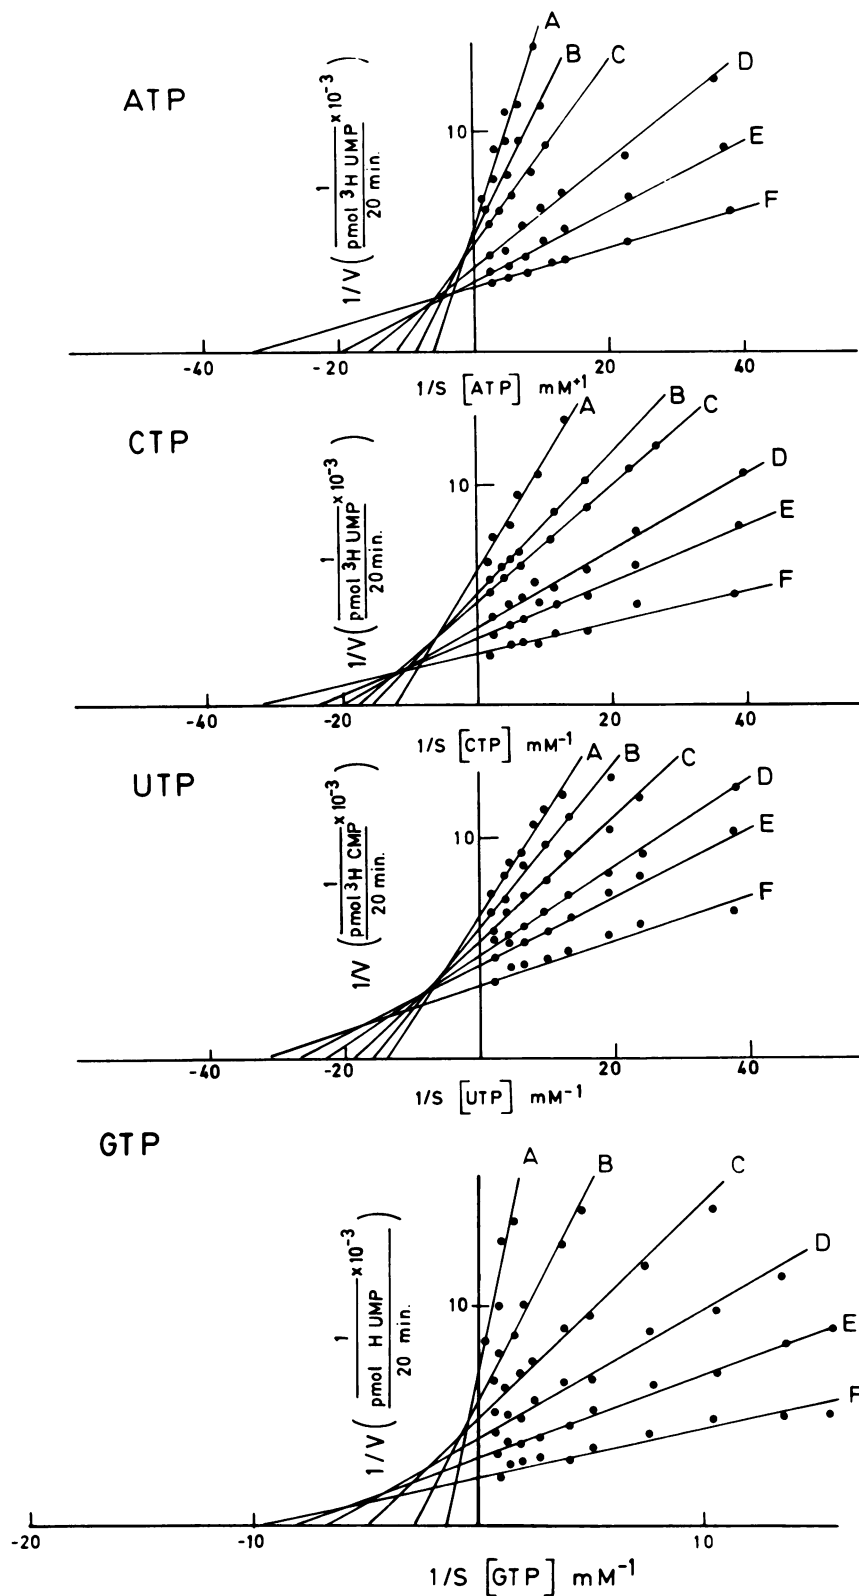 A
B
C
D
E
F
ATP
1/V ( 1 / pmol ³H UMP / 20 min. ×10⁻³ )
10
-40
-20
20
40
1/S [ATP] mM⁺¹
A
B
C
D
E
F
CTP
1/V ( 1 / pmol ³H UMP / 20 min. ×10⁻³ )
10
-40
-20
20
40
1/S [CTP] mM⁻¹
A
B
C
D
E
F
UTP
1/V ( 1 / pmol ³H CMP / 20 min. ×10⁻³ )
10
-40
-20
20
40
1/S [UTP] mM⁻¹
GTP
A
B
C
D
E
F
1/V ( 1 / pmol H UMP / 20 min. ×10⁻³ )
10
-20
-10
10
1/S [GTP] mM⁻¹